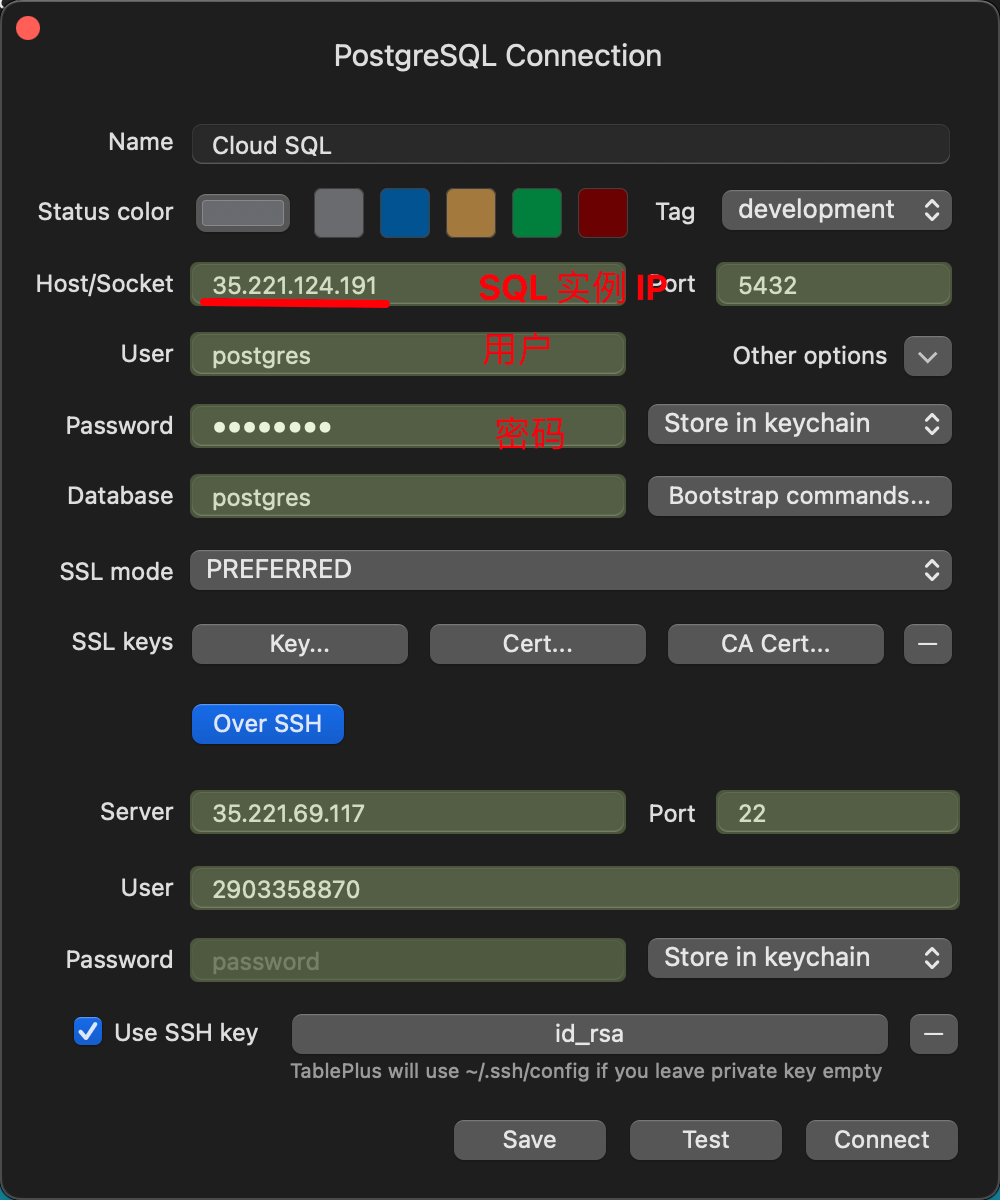 PostgreSQL Connection
Name Cloud SQL
Status color Tag development
Host/Socket 35.221.124.191 SQL 实例 IP Port 5432
User postgres 用户 Other options
Password •••••••• 密码 Store in keychain
Database postgres Bootstrap commands...
SSL mode PREFERRED
SSL keys Key... Cert... CA Cert...
Over SSH
Server 35.221.69.117 Port 22
User 2903358870
Password password Store in keychain
Use SSH key id_rsa
TablePlus will use ~/.ssh/config if you leave private key empty
Save Test Connect